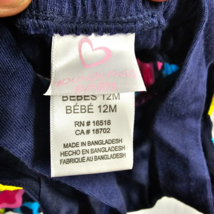 BEBES 12M
BÉBÉ 12M
RN # 16518
CA # 18702
MADE IN BANGLADESH
HECHO EN BANGLADESH
FABRIQUÉ AU BANGLADESH